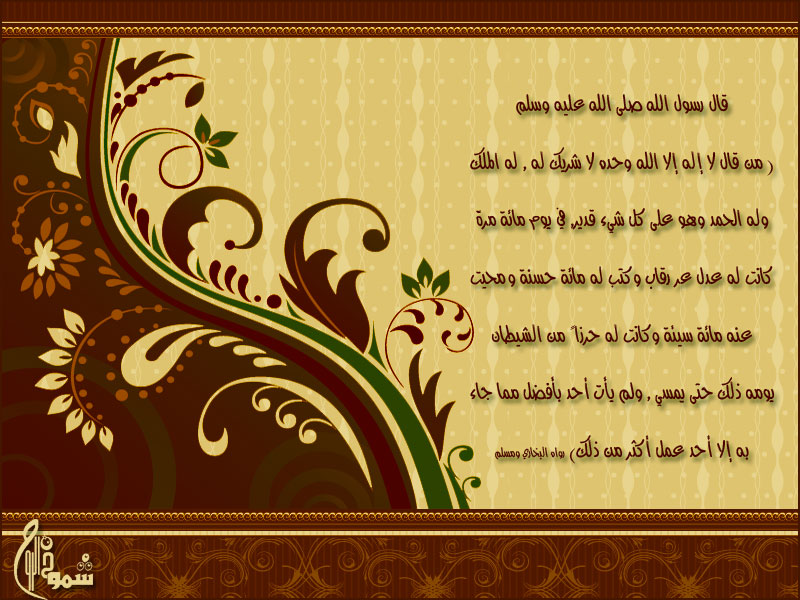 قال رسول الله صلى الله عليه وسلم
( من قال لا إله إلا الله وحده لا شريك له , له الملك
وله الحمد وهو على كل شيء قدير, في يوم مائة مرة
كانت له عدل عر رقاب وكتب له مائة حسنة ومحيت
عنه مائة سيئة وكانت له حرزاً من الشيطان
يومه ذلك حتى يمسي , ولم يأت أحد بأفضل مما جاء
به إلا أحد عمل أكثر من ذلك) رواه البخاري ومسلم